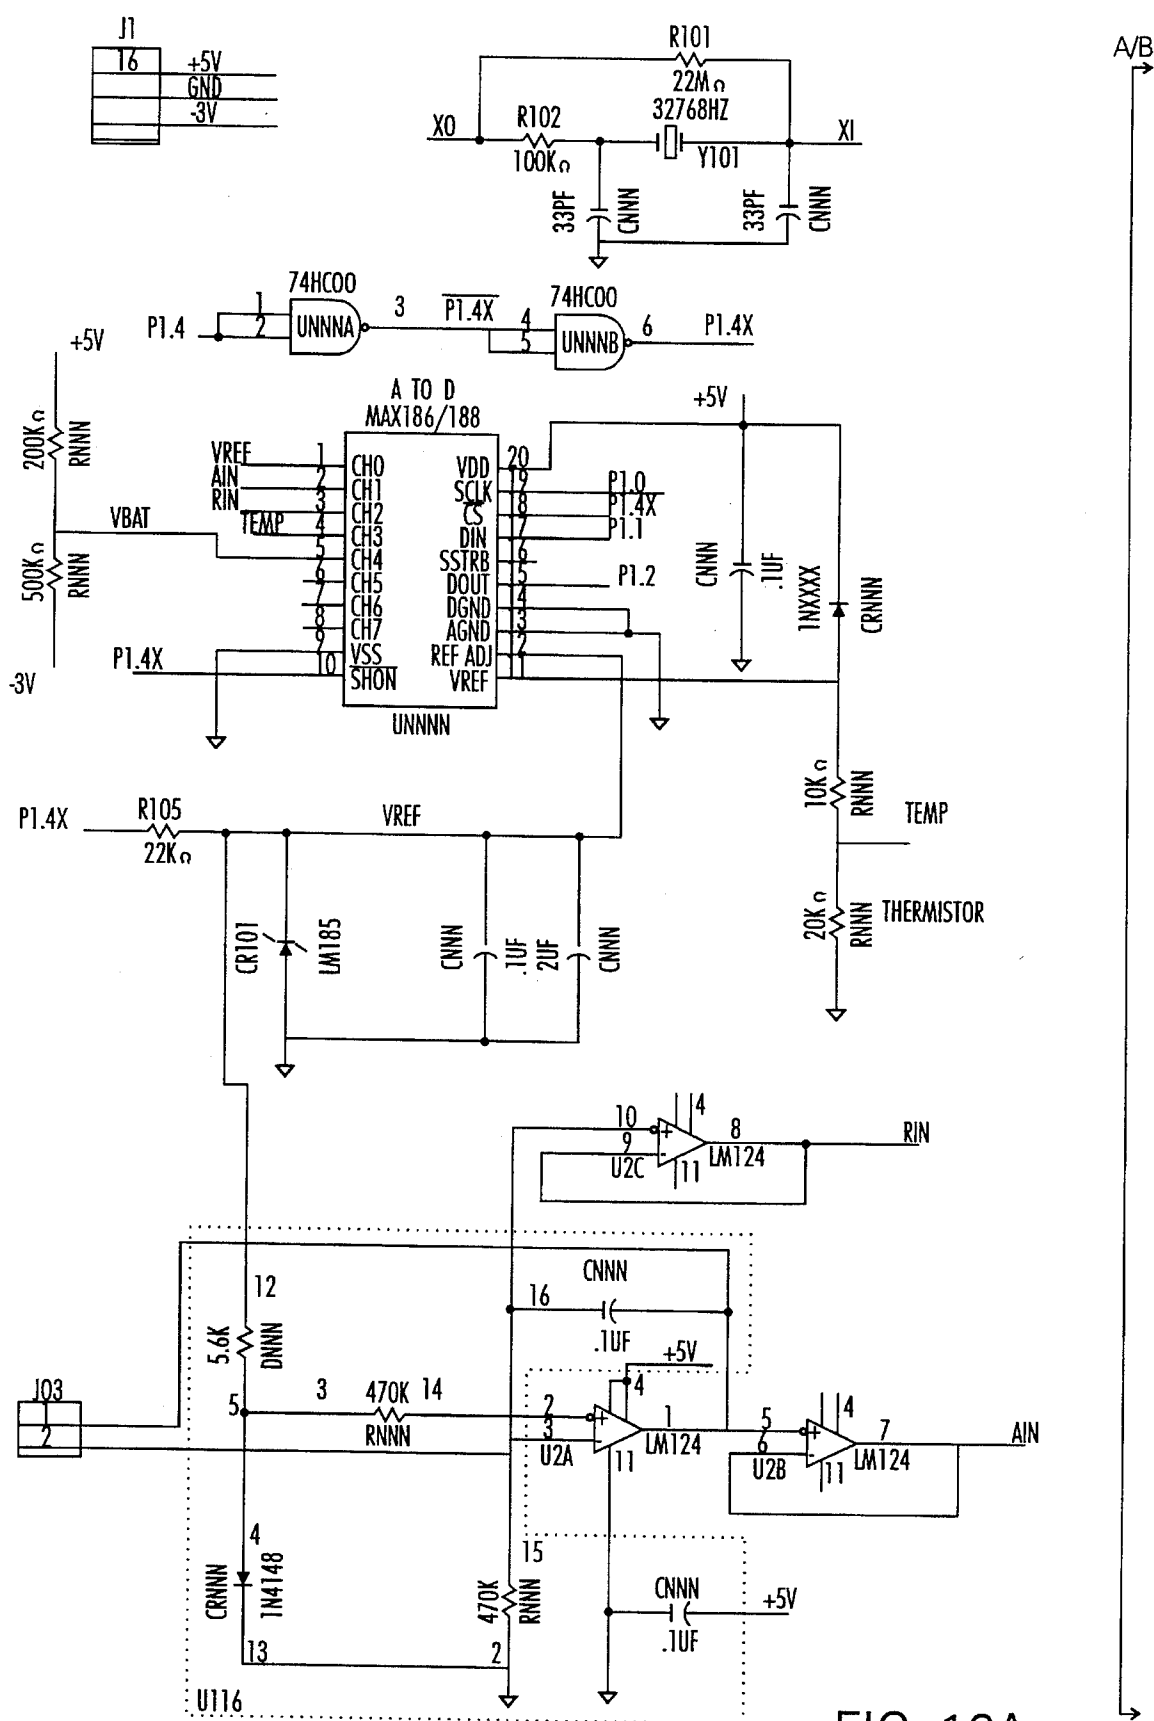 J1
16
+5V
GND
-3V
R101
22MΩ
32768HZ
XO
R102
100KΩ
Y101
XI
33PF
CNNN
33PF
CNNN
A/B
74HC00
1
2
P1.4
UNNNA
3
P1.4X
74HC00
4
5
UNNNB
6
P1.4X
+5V
200KΩ
RNNN
VBAT
500KΩ
RNNN
-3V
A TO D
MAX186/188
VREF
1
CH0
AIN
2
CH1
RIN
3
CH2
TEMP
4
CH3
5
CH4
6
CH5
7
CH6
8
CH7
9
VSS
P1.4X
10
SHON
VDD
20
SCLK
9
P1.0
CS
8
P1.4X
DIN
7
P1.1
SSTRB
6
DOUT
5
P1.2
DGND
4
AGND
3
REF ADJ
2
VREF
1
UNNNN
+5V
CNNN
.1UF
1NXXXX
CRNNN
10KΩ
RNNN
TEMP
20KΩ
RNNN
THERMISTOR
P1.4X
R105
22KΩ
VREF
CR101
LM185
CNNN
.1UF
2UF
CNNN
10
9
U2C
4
11
8
LM124
RIN
12
5.6K
DNNN
16
CNNN
.1UF
+5V
J03
1
2
5
3
470K
14
RNNN
2
3
U2A
4
11
1
LM124
5
6
U2B
4
11
7
LM124
AIN
4
CRNNN
1N4148
13
15
470K
RNNN
2
CNNN
.1UF
+5V
U116